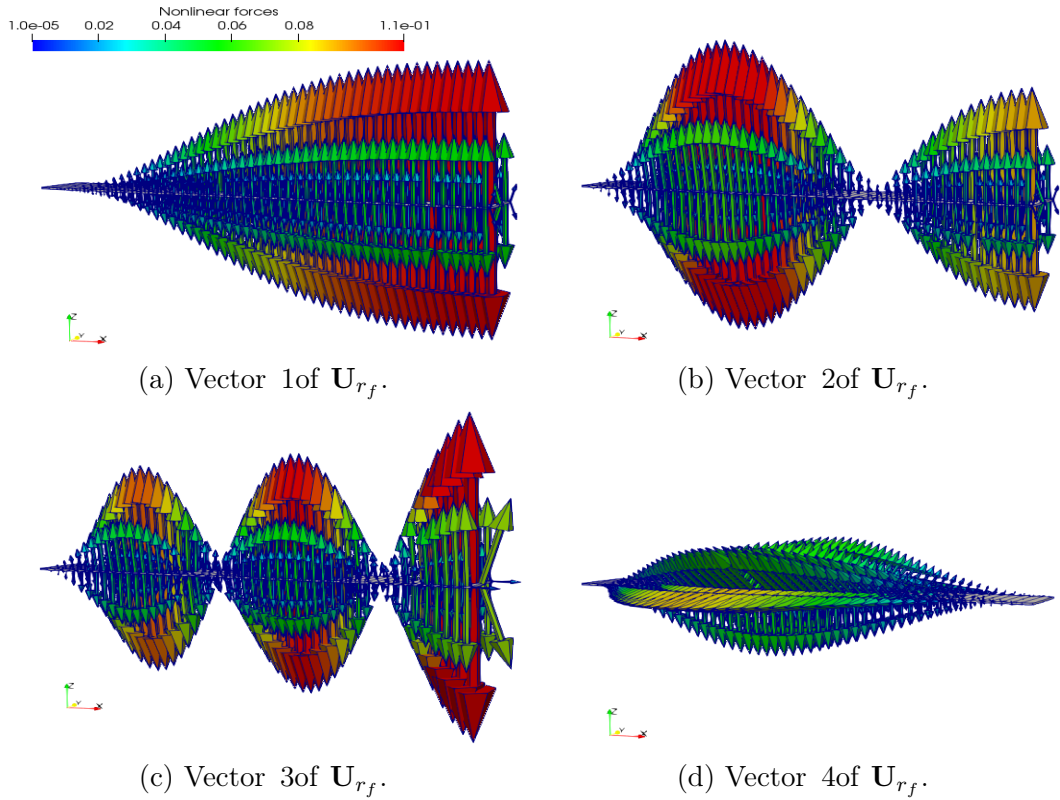 Nonlinear forces
1.0e-05 0.02 0.04 0.06 0.08 1.1e-01
Z Y X
Z Y X
(a) Vector 1of U_{r_f}.
(b) Vector 2of U_{r_f}.
Z Y X
Z Y X
(c) Vector 3of U_{r_f}.
(d) Vector 4of U_{r_f}.